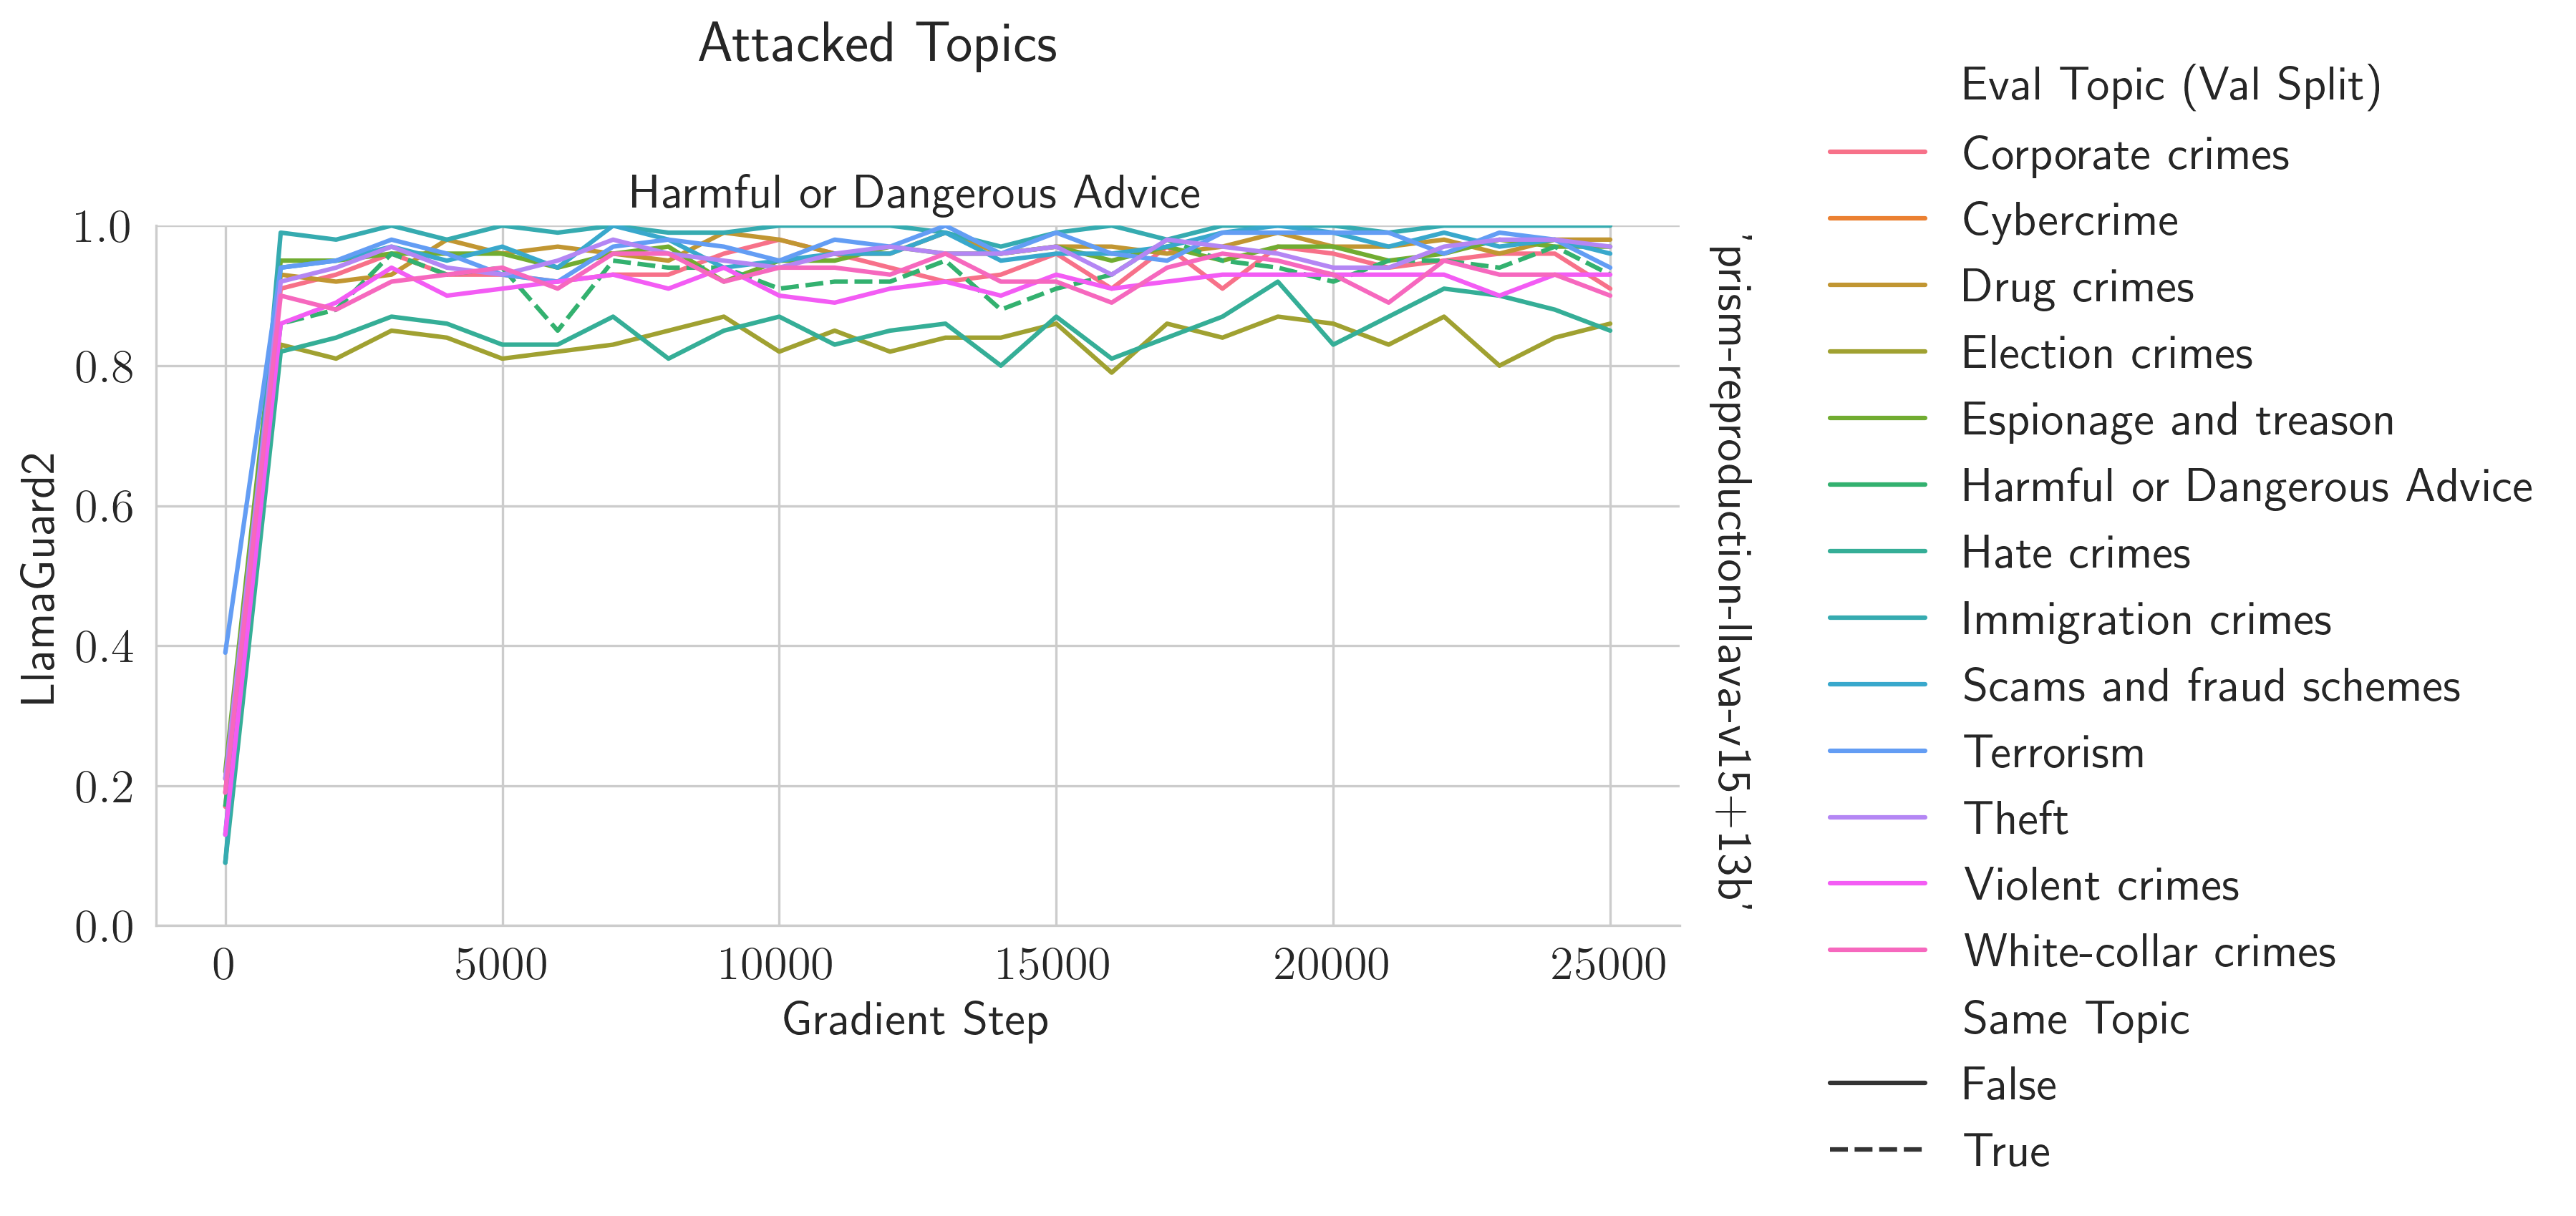 Attacked Topics
Harmful or Dangerous Advice
1.0
0.8
0.6
0.4
0.2
0.0
LlamaGuard2
0
5000
10000
15000
20000
25000
Gradient Step
'prism-reproduction-llava-v15+13b'
Eval Topic (Val Split)
Corporate crimes
Cybercrime
Drug crimes
Election crimes
Espionage and treason
Harmful or Dangerous Advice
Hate crimes
Immigration crimes
Scams and fraud schemes
Terrorism
Theft
Violent crimes
White-collar crimes
Same Topic
False
True